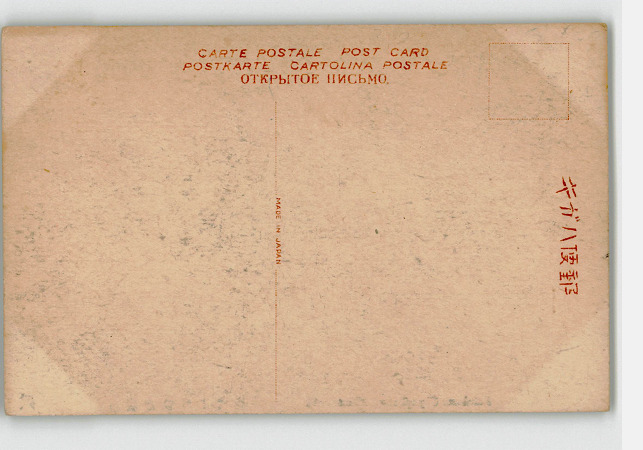 CARTE POSTALE POST CARD
POSTKARTE CARTOLINA POSTALE
ОТКРЫТОЕ ПИСЬМО.
MADE IN JAPAN
キガハ便郵